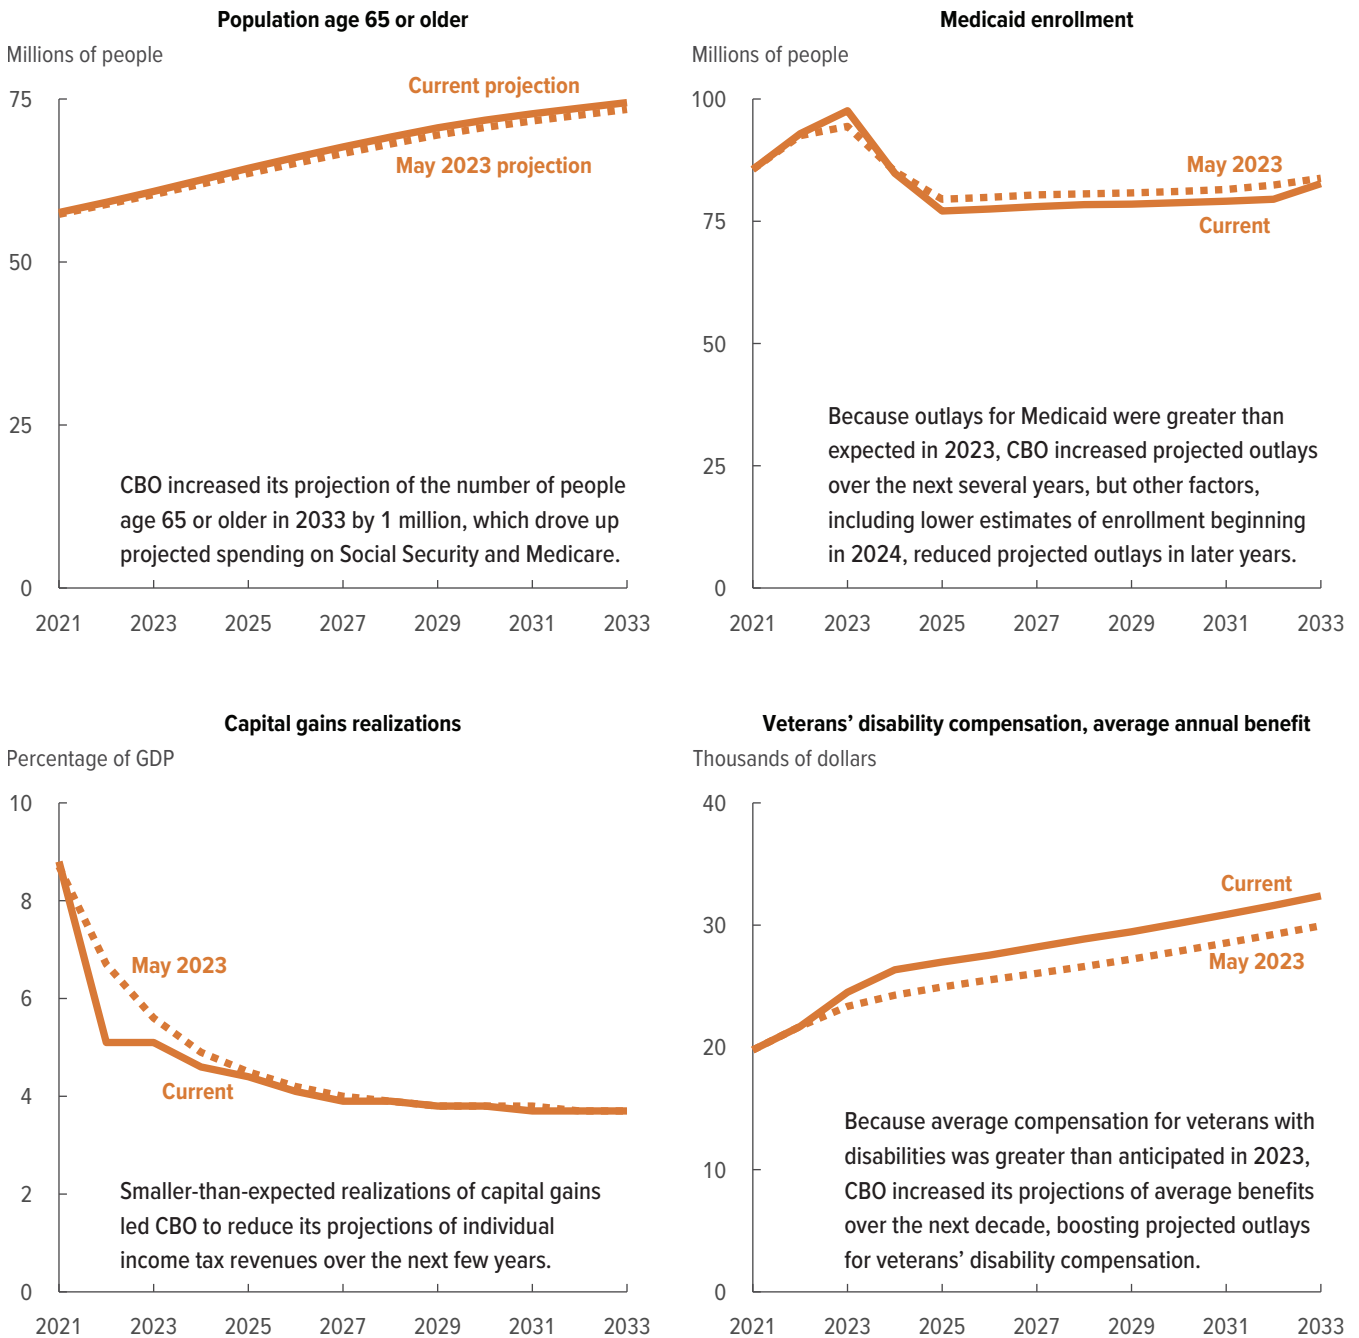 Population age 65 or older
Millions of people
75
50
25
0
Current projection
May 2023 projection
CBO increased its projection of the number of people
age 65 or older in 2033 by 1 million, which drove up
projected spending on Social Security and Medicare.
2021 2023 2025 2027 2029 2031 2033
Medicaid enrollment
Millions of people
100
75
50
25
0
May 2023
Current
Because outlays for Medicaid were greater than
expected in 2023, CBO increased projected outlays
over the next several years, but other factors,
including lower estimates of enrollment beginning
in 2024, reduced projected outlays in later years.
2021 2023 2025 2027 2029 2031 2033
Capital gains realizations
Percentage of GDP
10
8
6
4
2
0
May 2023
Current
Smaller-than-expected realizations of capital gains
led CBO to reduce its projections of individual
income tax revenues over the next few years.
2021 2023 2025 2027 2029 2031 2033
Veterans’ disability compensation, average annual benefit
Thousands of dollars
40
30
20
10
0
Current
May 2023
Because average compensation for veterans with
disabilities was greater than anticipated in 2023,
CBO increased its projections of average benefits
over the next decade, boosting projected outlays
for veterans’ disability compensation.
2021 2023 2025 2027 2029 2031 2033